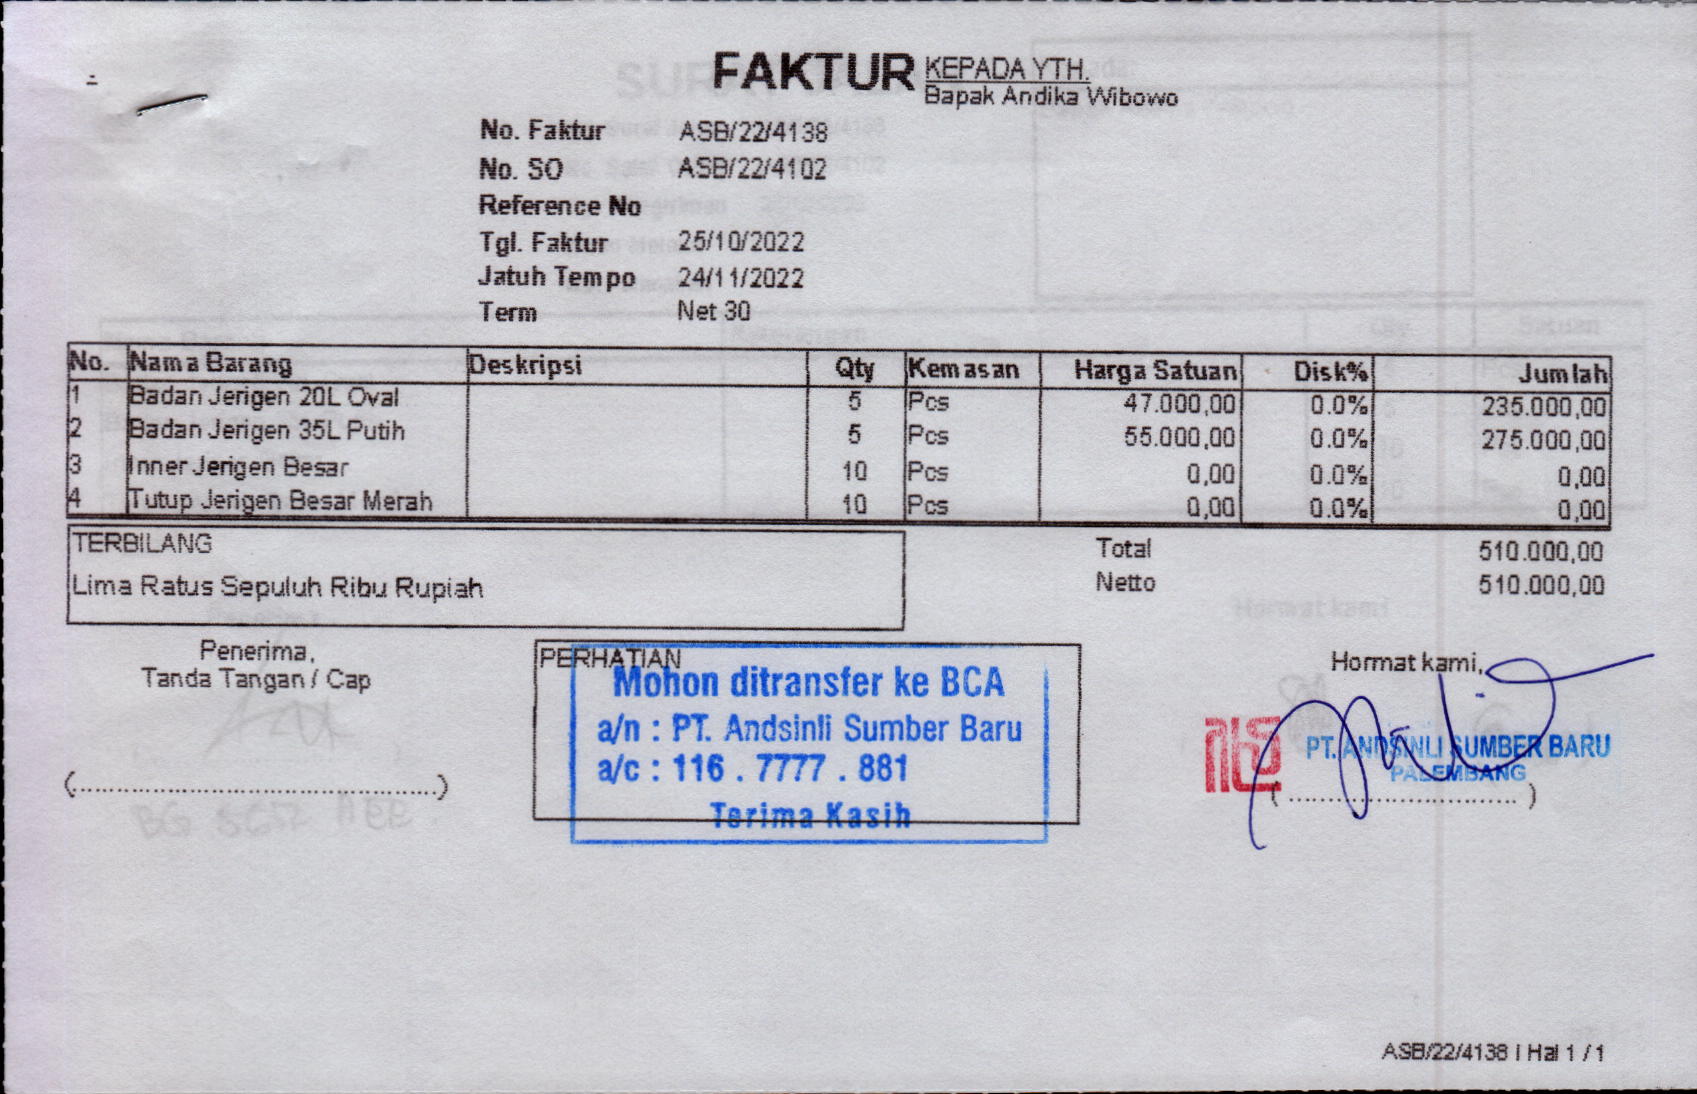 FAKTUR KEPADA YTH.
Bapak Andika Wibowo
No. Faktur ASB/22/4138
No. SO ASB/22/4102
Reference No
Tgl. Faktur 25/10/2022
Jatuh Tempo 24/11/2022
Term Net 30
No. Nama Barang Deskripsi Qty Kemasan Harga Satuan Disk% Jumlah
1 Badan Jerigen 20L Oval 5 Pcs 47.000,00 0.0% 235.000,00
2 Badan Jerigen 35L Putih 5 Pcs 55.000,00 0.0% 275.000,00
3 Inner Jerigen Besar 10 Pcs 0,00 0.0% 0,00
4 Tutup Jerigen Besar Merah 10 Pcs 0,00 0.0% 0,00
TERBILANG
Lima Ratus Sepuluh Ribu Rupiah
Total 510.000,00
Netto 510.000,00
Penerima,
Tanda Tangan / Cap
(............................................)
PERHATIAN
Mohon ditransfer ke BCA
a/n : PT. Andsinli Sumber Baru
a/c : 116 . 7777 . 881
Terima Kasih
Hormat kami,
PT. ANDSINLI SUMBER BARU
PALEMBANG
( ............................ )
ASB/22/4138 | Hal 1 / 1